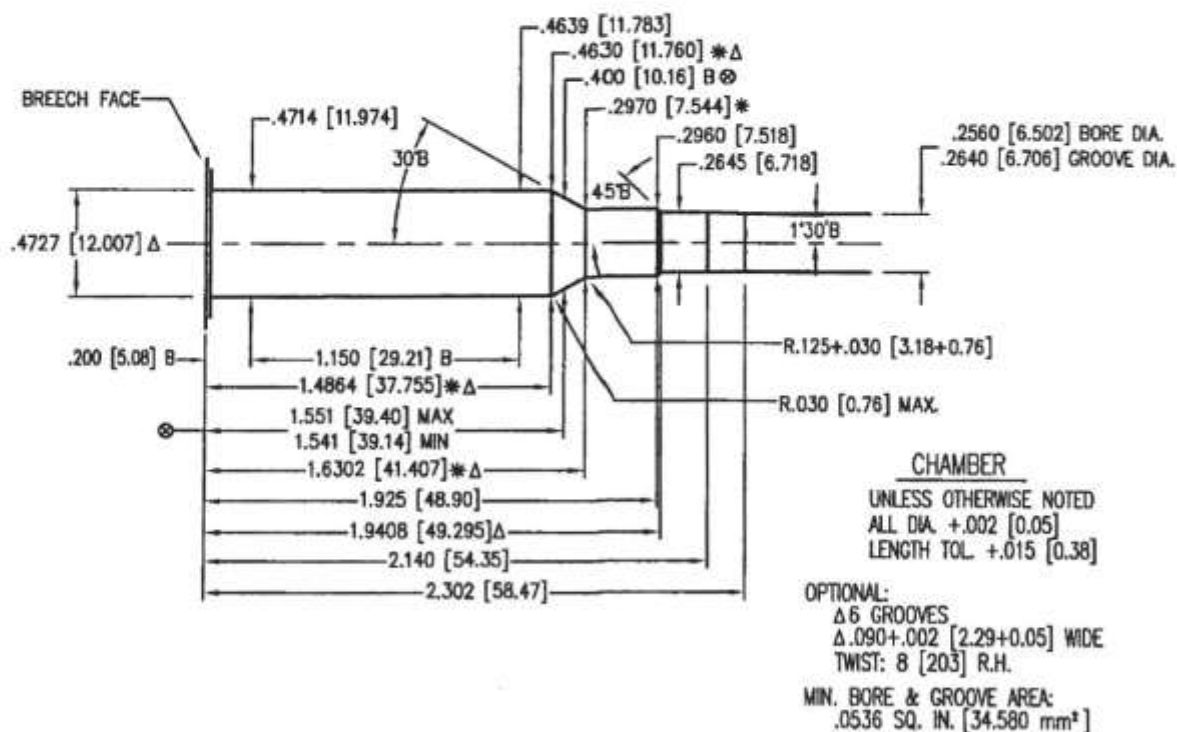 .4639 [11.783]
.4630 [11.760] ✱Δ
.400 [10.16] B⊗
.2970 [7.544]✱
BREECH FACE
.4714 [11.974]
.2960 [7.518]
.2645 [6.718]
.2560 [6.502] BORE DIA.
.2640 [6.706] GROOVE DIA.
30°B
45°B
1°30'B
.4727 [12.007] Δ
.200 [5.08] B
1.150 [29.21] B
R.125+.030 [3.18+0.76]
1.4864 [37.755]✱Δ
R.030 [0.76] MAX.
⊗
1.551 [39.40] MAX
1.541 [39.14] MIN
1.6302 [41.407]✱Δ
1.925 [48.90]
1.9408 [49.295]Δ
2.140 [54.35]
2.302 [58.47]
CHAMBER
UNLESS OTHERWISE NOTED
ALL DIA. +.002 [0.05]
LENGTH TOL. +.015 [0.38]
OPTIONAL:
Δ6 GROOVES
Δ.090+.002 [2.29+0.05] WIDE
TWIST: 8 [203] R.H.
MIN. BORE & GROOVE AREA:
.0536 SQ. IN. [34.580 mm²]